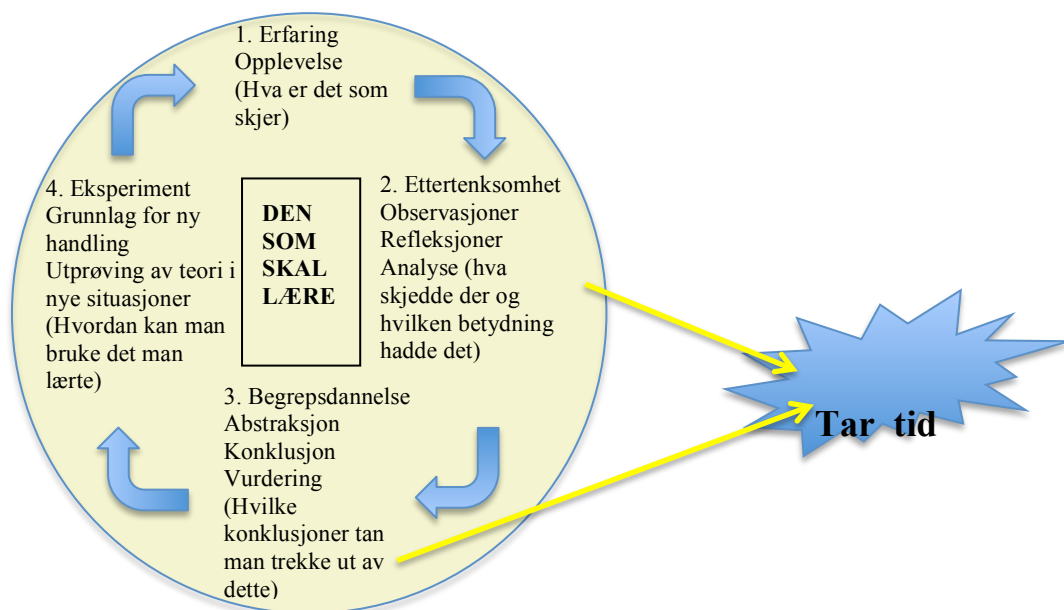 1. Erfaring
Opplevelse
(Hva er det som
skjer)
2. Ettertenksomhet
Observasjoner
Refleksjoner
Analyse (hva
skjedde der og
hvilken betydning
hadde det)
3. Begrepsdannelse
Abstraksjon
Konklusjon
Vurdering
(Hvilke
konklusjoner tan
man trekke ut av
dette)
4. Eksperiment
Grunnlag for ny
handling
Utprøving av teori i
nye situasjoner
(Hvordan kan man
bruke det man
lærte)
DEN
SOM
SKAL
LÆRE
Tar tid